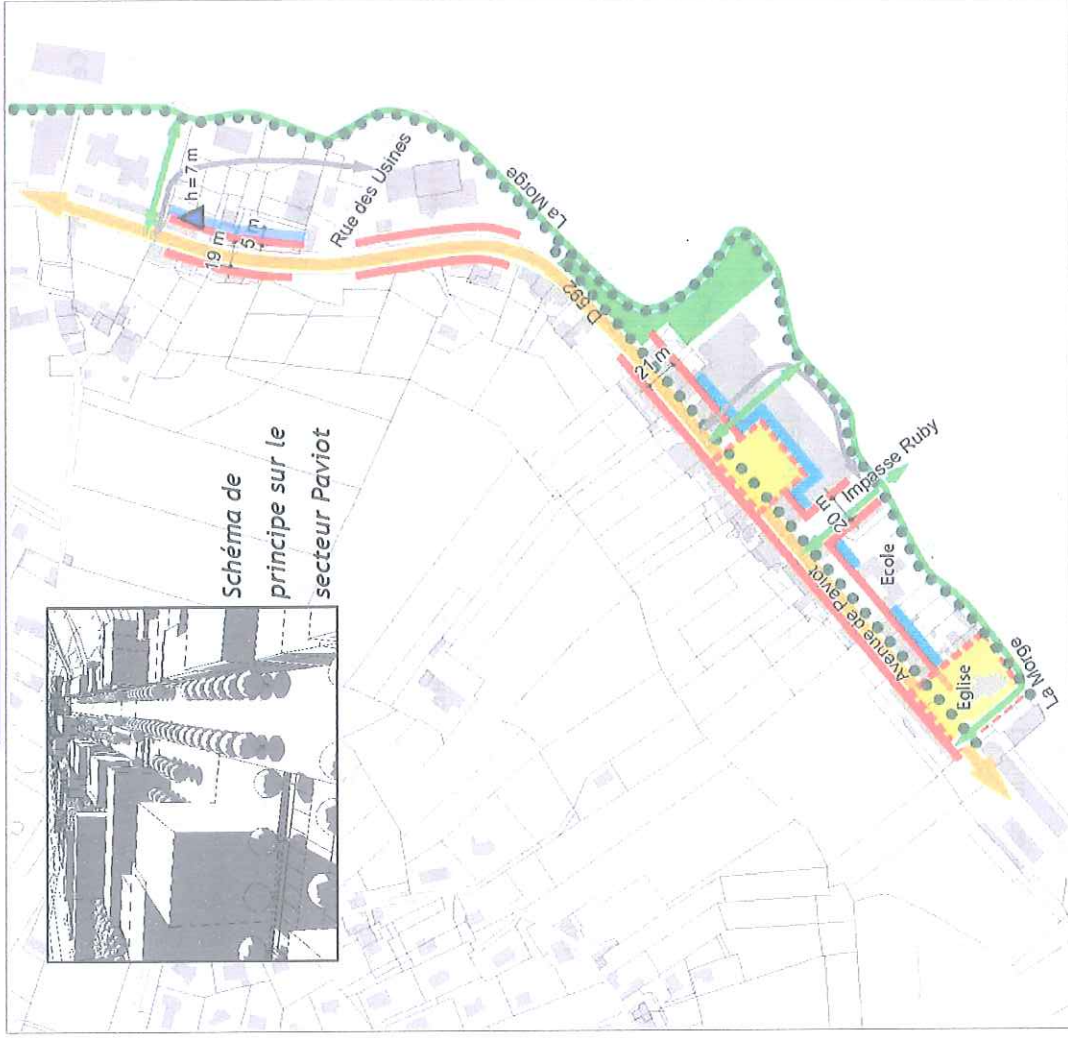 Schéma de
principe sur le
secteur Paviot
h = 7 m
19 m
5 m
Rue des Usines
La Morge
D 592
21 m
20 m
Impasse Ruby
Avenue de Paviot
Ecole
Eglise
La Morge